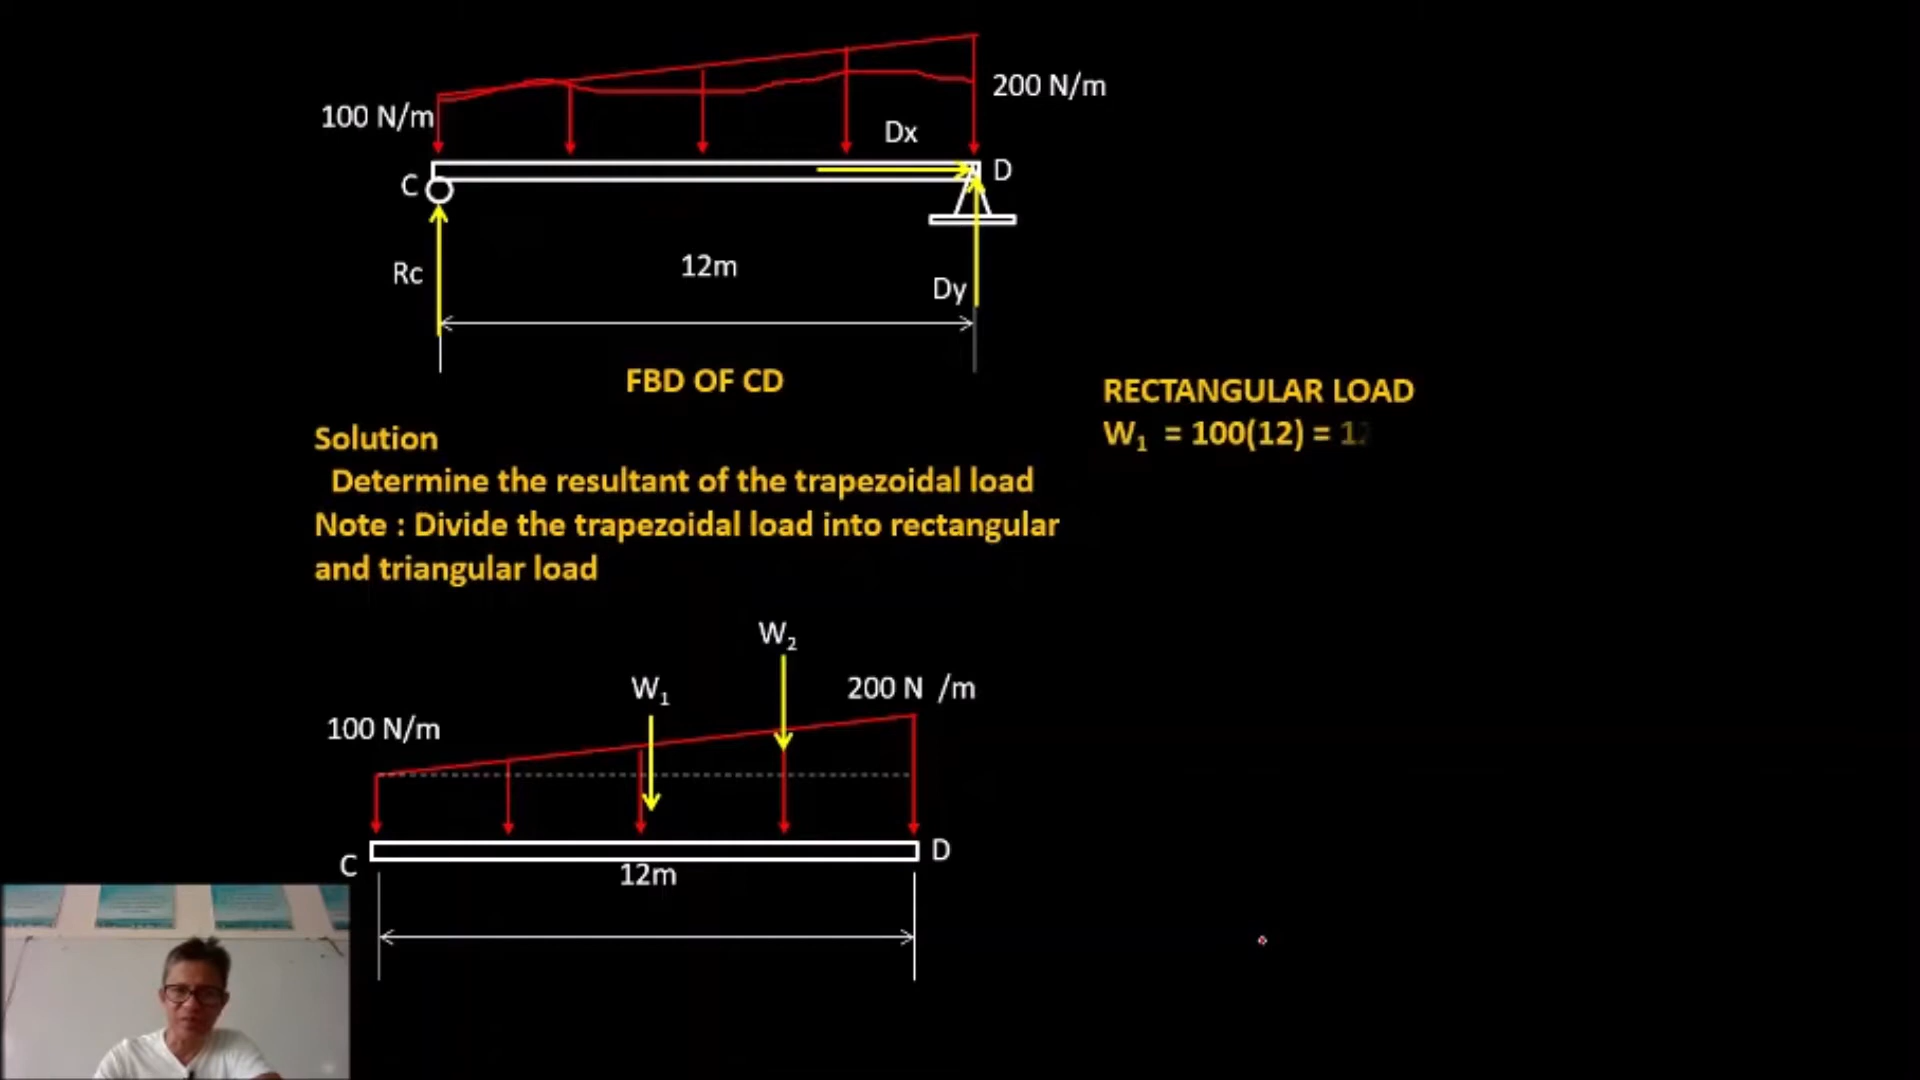 200 N/m
100 N/m
Dx
C
D
Rc
12m
Dy
FBD OF CD
RECTANGULAR LOAD
W₁ = 100(12) =
Solution
Determine the resultant of the trapezoidal load
Note : Divide the trapezoidal load into rectangular
and triangular load
W₂
W₁
200 N /m
100 N/m
C
D
12m